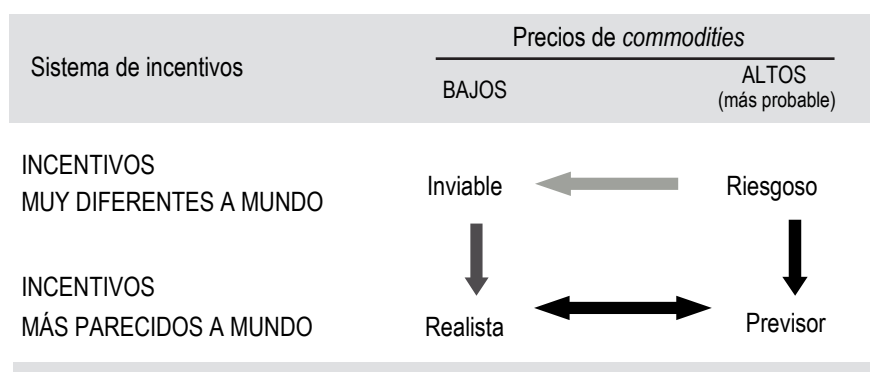 Precios de commodities
Sistema de incentivos
BAJOS
ALTOS
(más probable)
INCENTIVOS
MUY DIFERENTES A MUNDO
Inviable
Riesgoso
INCENTIVOS
MÁS PARECIDOS A MUNDO
Realista
Previsor